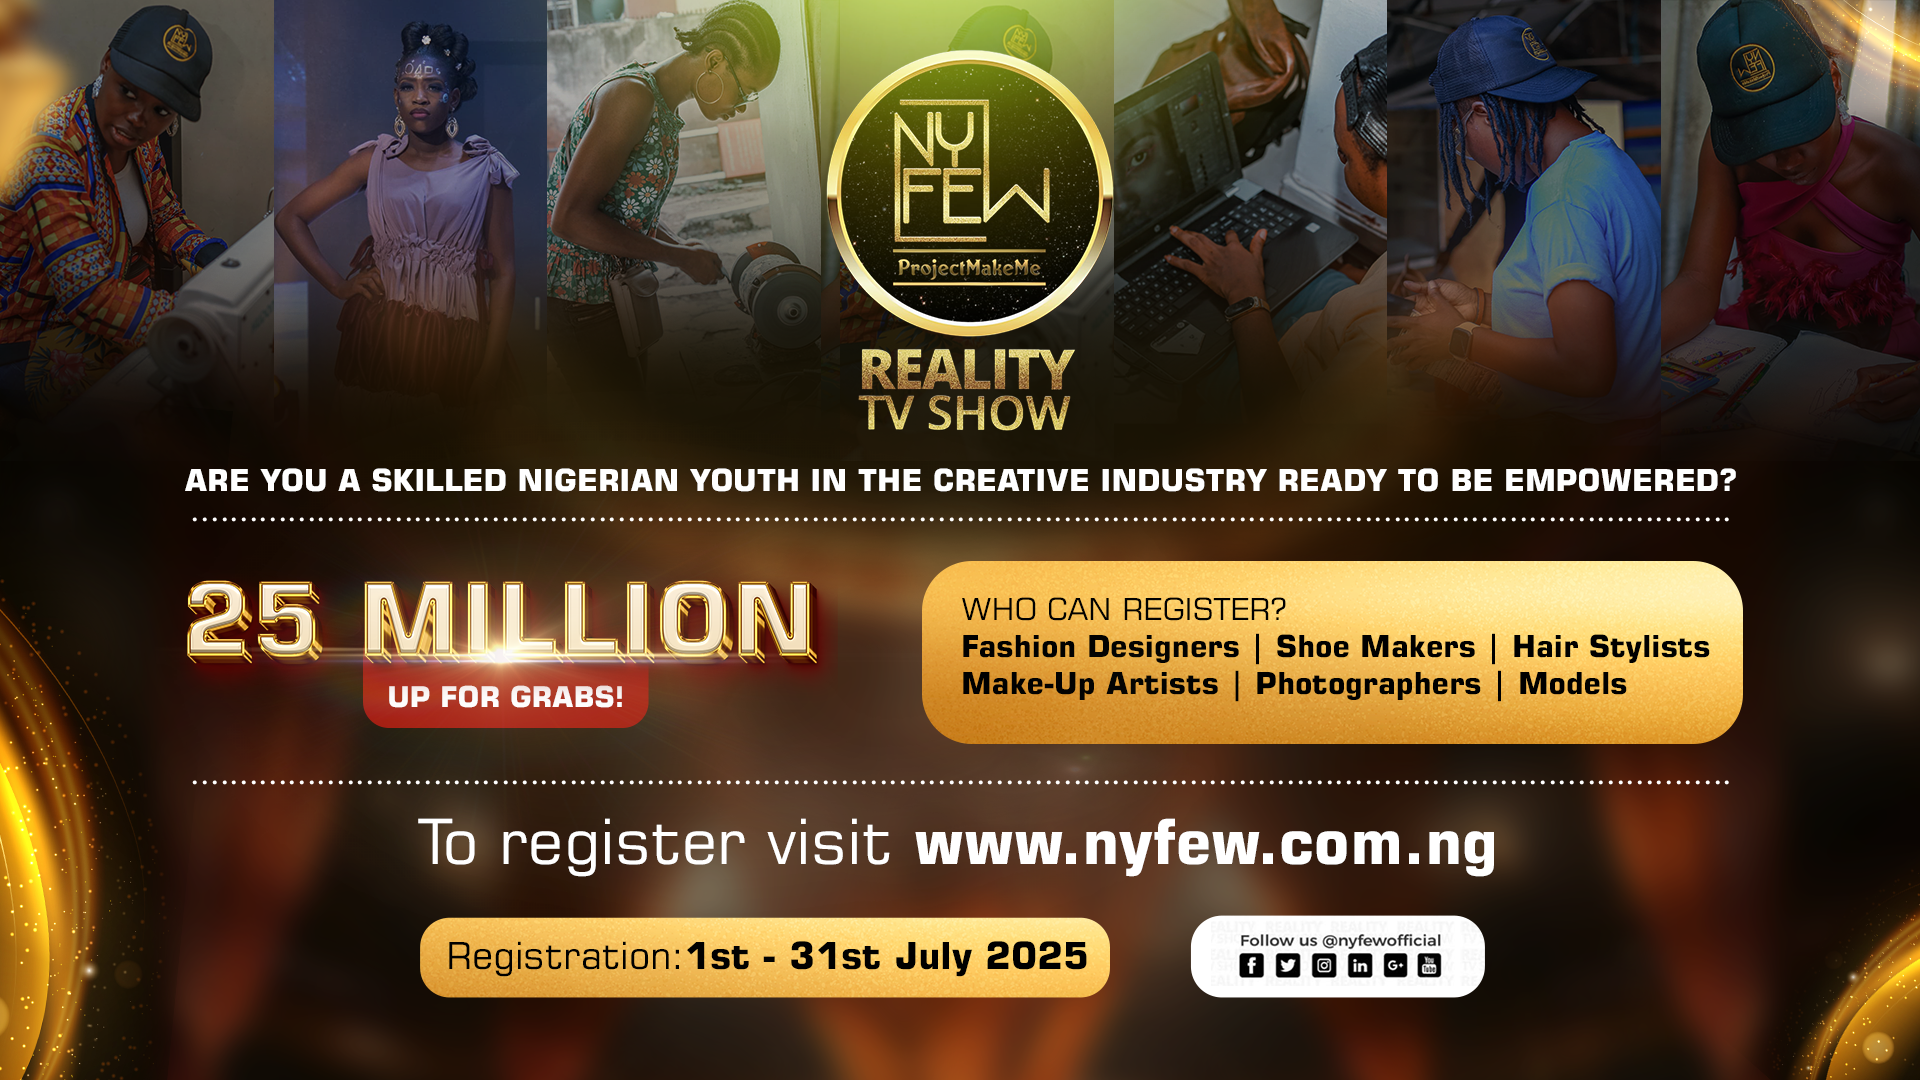 NY
FEW
ProjectMakeMe
REALITY
TV SHOW
ARE YOU A SKILLED NIGERIAN YOUTH IN THE CREATIVE INDUSTRY READY TO BE EMPOWERED?
25 MILLION
UP FOR GRABS!
WHO CAN REGISTER?
Fashion Designers | Shoe Makers | Hair Stylists
Make-Up Artists | Photographers | Models
To register visit www.nyfew.com.ng
Registration: 1st - 31st July 2025
Follow us @nyfewofficial